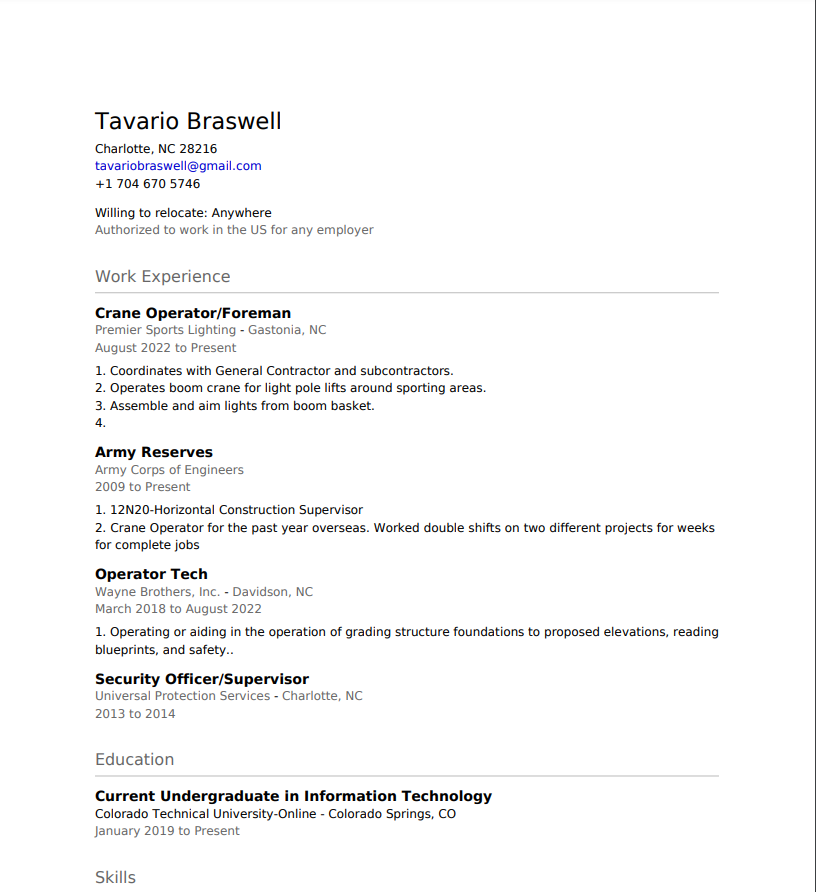 Tavario Braswell
Charlotte, NC 28216
tavariobraswell@gmail.com
+1 704 670 5746
Willing to relocate: Anywhere
Authorized to work in the US for any employer
Work Experience
Crane Operator/Foreman
Premier Sports Lighting - Gastonia, NC
August 2022 to Present
1. Coordinates with General Contractor and subcontractors.
2. Operates boom crane for light pole lifts around sporting areas.
3. Assemble and aim lights from boom basket.
4.
Army Reserves
Army Corps of Engineers
2009 to Present
1. 12N20-Horizontal Construction Supervisor
2. Crane Operator for the past year overseas. Worked double shifts on two different projects for weeks
for complete jobs
Operator Tech
Wayne Brothers, Inc. - Davidson, NC
March 2018 to August 2022
1. Operating or aiding in the operation of grading structure foundations to proposed elevations, reading
blueprints, and safety..
Security Officer/Supervisor
Universal Protection Services - Charlotte, NC
2013 to 2014
Education
Current Undergraduate in Information Technology
Colorado Technical University-Online - Colorado Springs, CO
January 2019 to Present
Skills